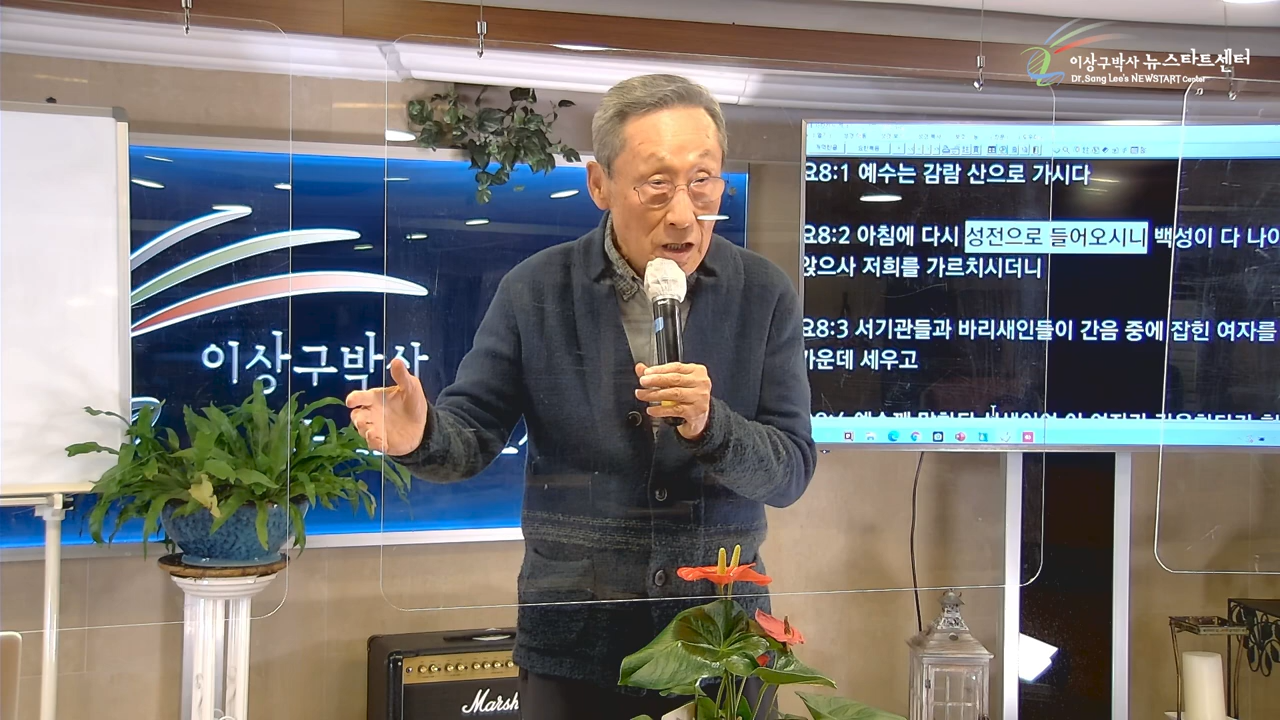 이상구박사 뉴스타트센터
Dr. Sang Lee's NEWSTART Center
요8:1 예수는 감람 산으로 가시다
요8:2 아침에 다시 성전으로 들어오시니 백성이 다 나아
앉으사 저희를 가르치시더니
요8:3 서기관들과 바리새인들이 간음 중에 잡힌 여자를
가운데 세우고
이상구박사
Marsh